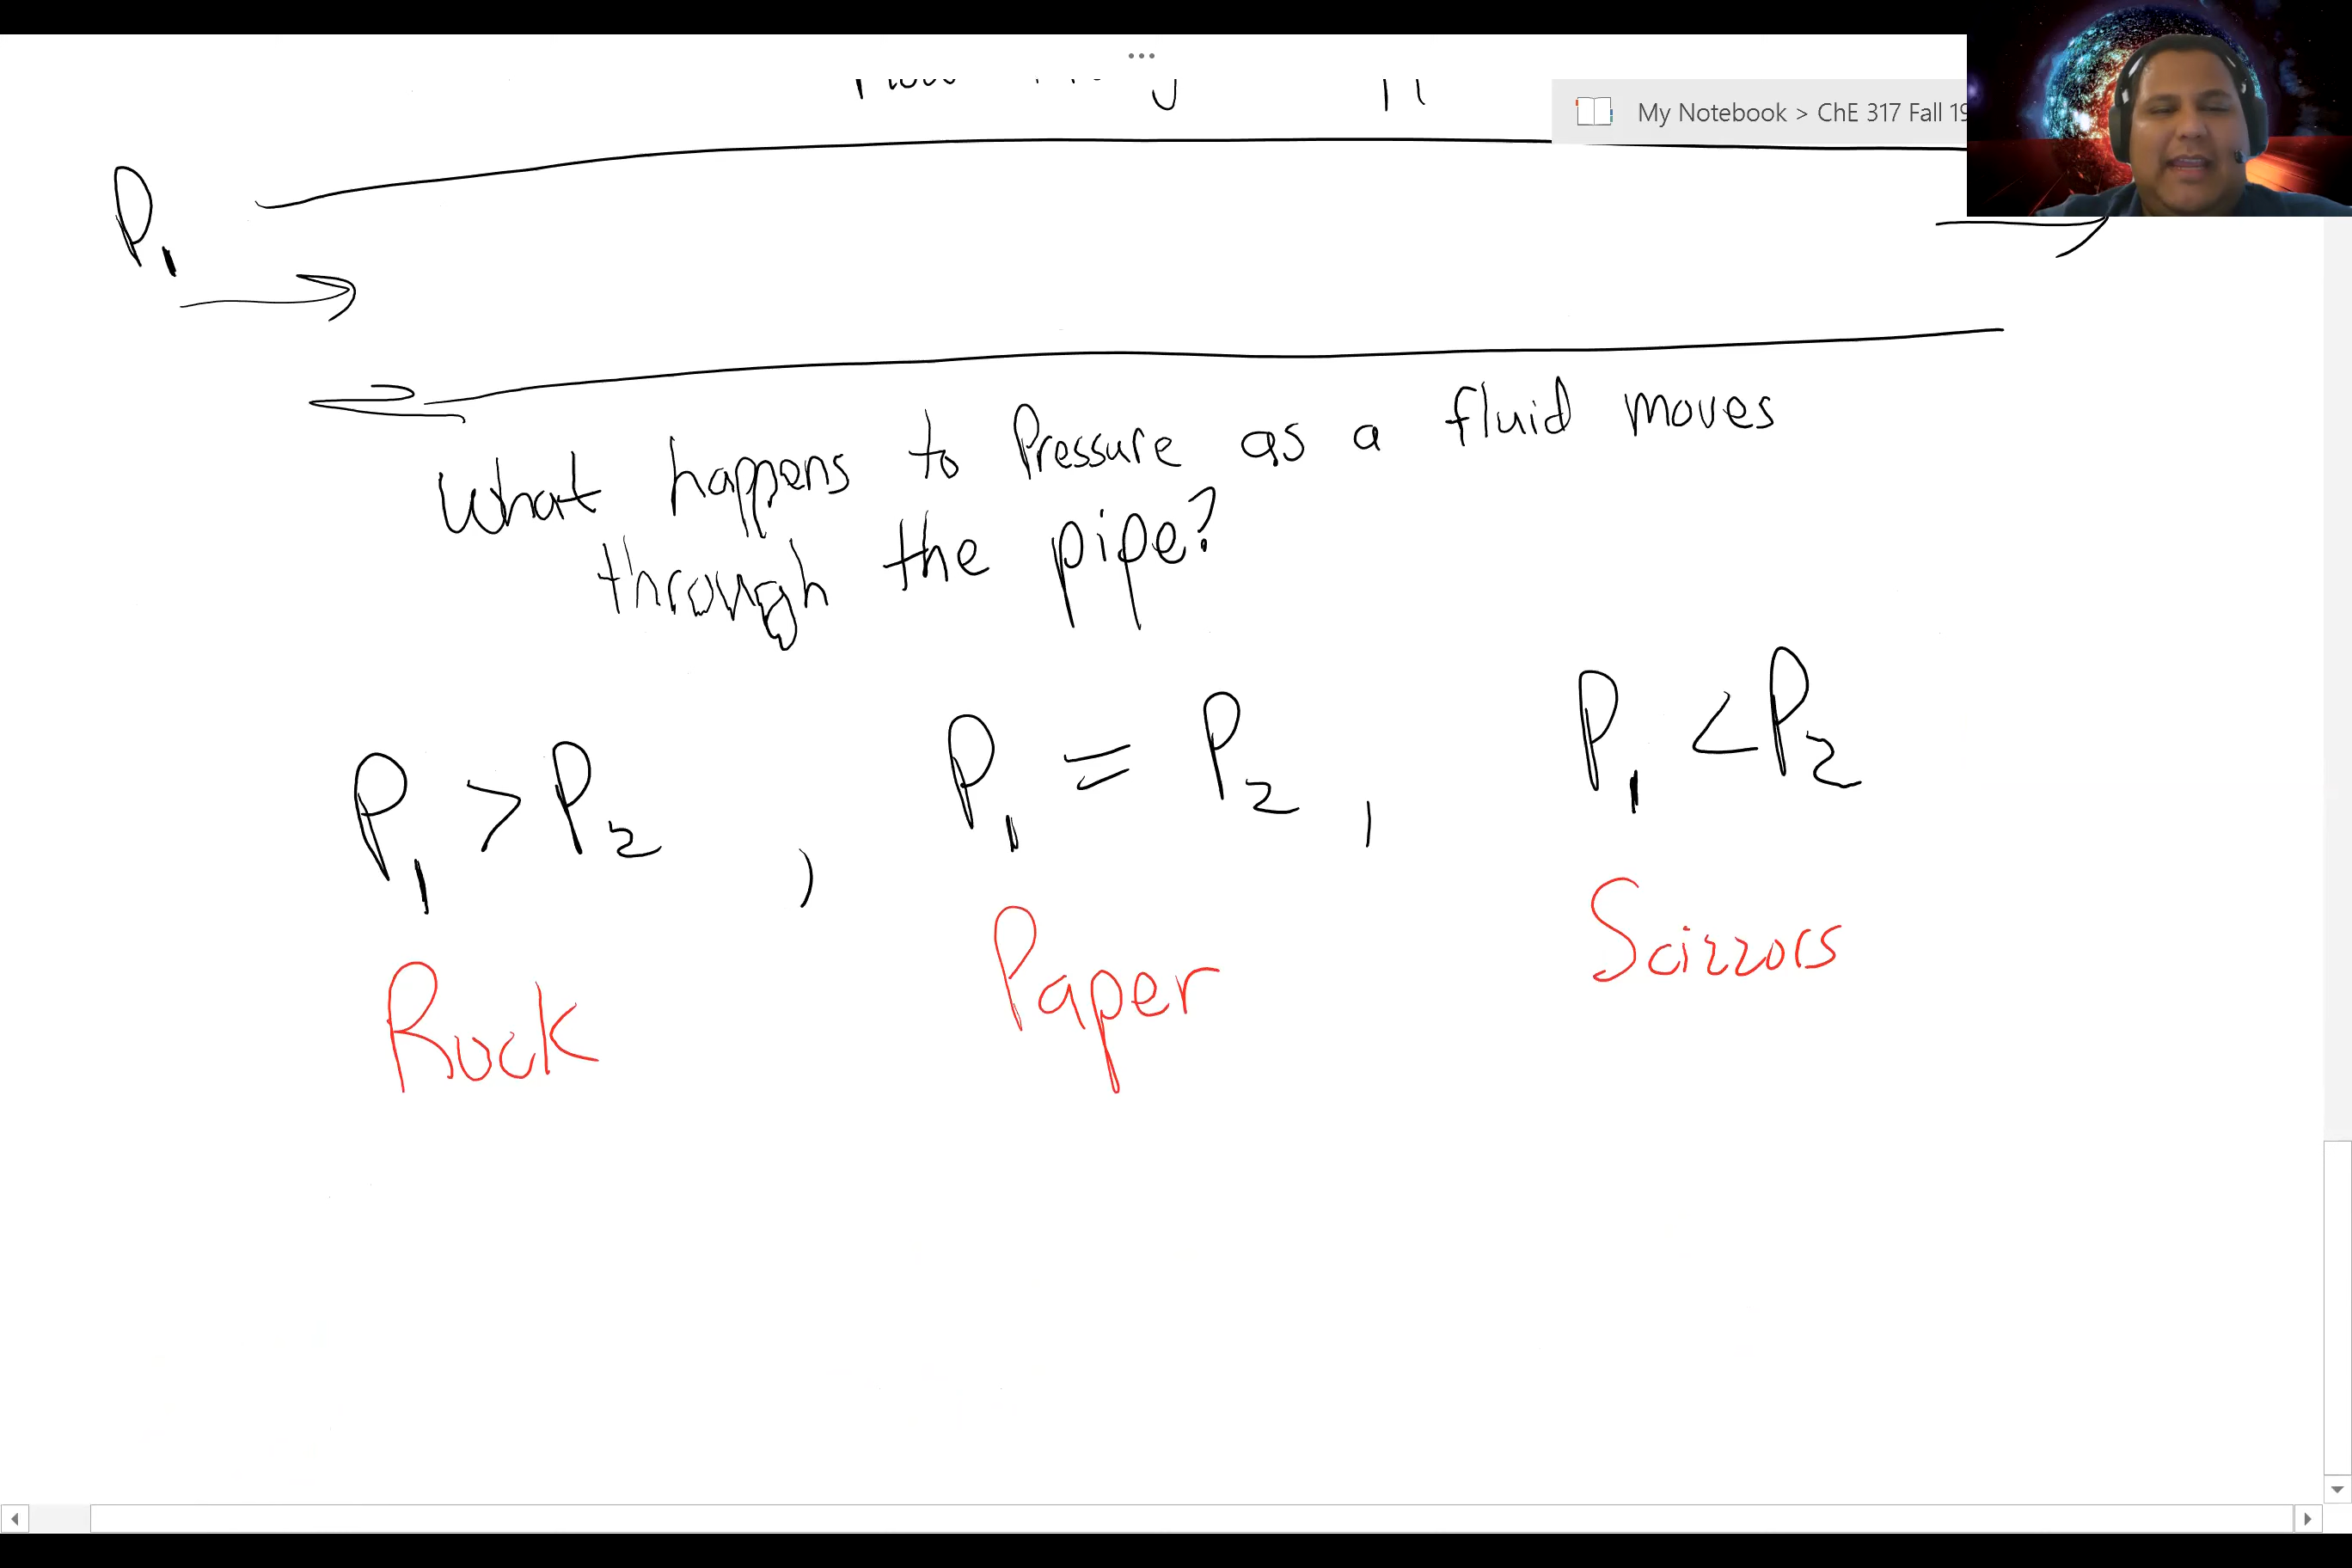 My Notebook > ChE 317 Fall 19
P1
What happens to Pressure as a fluid moves
through the pipe?
P1 > P2 , P1 = P2 , P1 < P2
Rock Paper Scizzors